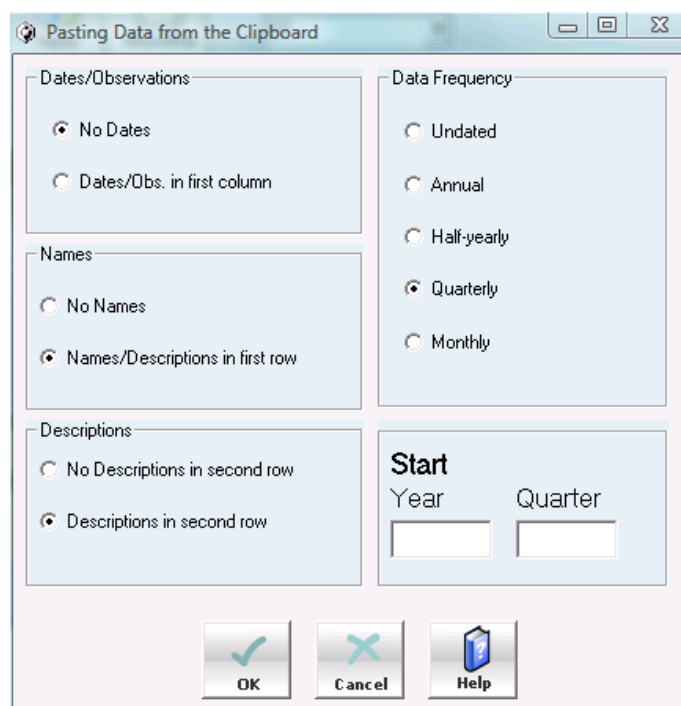 Pasting Data from the Clipboard
Dates/Observations
No Dates
Dates/Obs. in first column
Names
No Names
Names/Descriptions in first row
Descriptions
No Descriptions in second row
Descriptions in second row
Data Frequency
Undated
Annual
Half-yearly
Quarterly
Monthly
Start
Year Quarter
OK Cancel Help